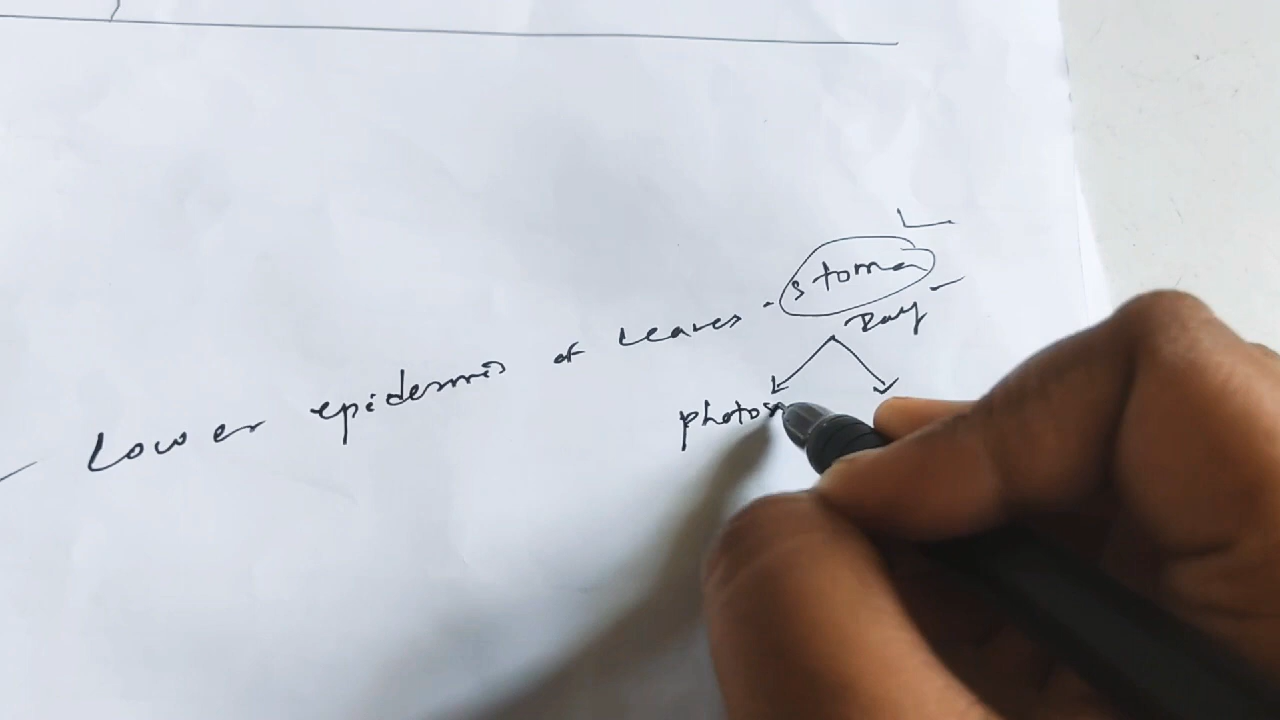 Lower epidermis of Leaves - stoma
Day -
photos